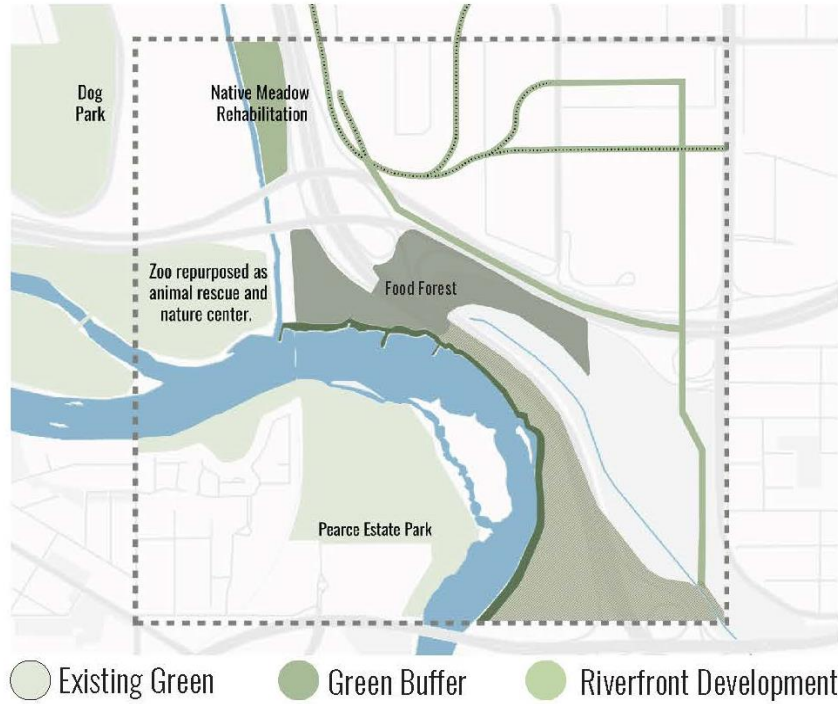 Dog
Park
Native Meadow
Rehabilitation
Zoo repurposed as
animal rescue and
nature center.
Food Forest
Pearce Estate Park
Existing Green
Green Buffer
Riverfront Development